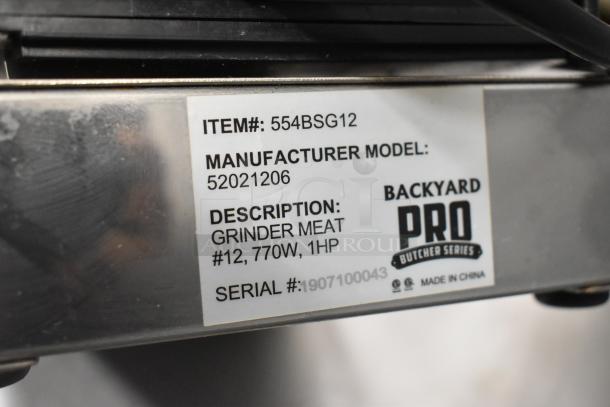 ITEM#: 554BSG12
MANUFACTURER MODEL:
52021206
DESCRIPTION:
GRINDER MEAT
#12, 770W, 1HP
SERIAL #:1907100043
BACKYARD
PRO
BUTCHER SERIES
MADE IN CHINA